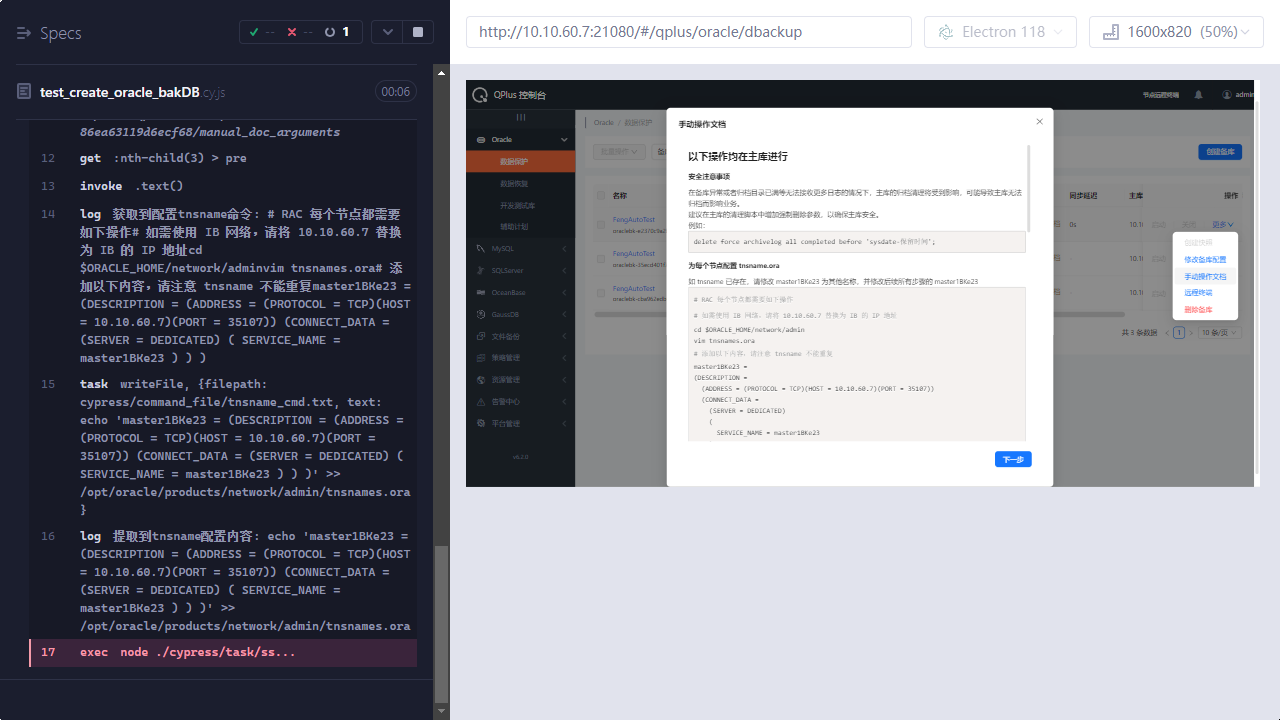 Specs
--
--
1
test_create_oracle_bakDB.cy.js
00:06
86ea63119d6ecf68/manual_doc_arguments
12 get :nth-child(3) > pre
13 invoke .text()
14 log 获取到配置tnsname命令: # RAC 每个节点都需要
如下操作# 如需使用 IB 网络，请将 10.10.60.7 替换
为 IB 的 IP 地址cd
$ORACLE_HOME/network/adminvim tnsnames.ora# 添
加以下内容，请注意 tnsname 不能重复master1BKe23 =
(DESCRIPTION = (ADDRESS = (PROTOCOL = TCP)(HOST
= 10.10.60.7)(PORT = 35107)) (CONNECT_DATA =
(SERVER = DEDICATED) ( SERVICE_NAME =
master1BKe23 ) ) )
15 task writeFile, {filepath:
cypress/command_file/tnsname_cmd.txt, text:
echo 'master1BKe23 = (DESCRIPTION = (ADDRESS =
(PROTOCOL = TCP)(HOST = 10.10.60.7)(PORT =
35107)) (CONNECT_DATA = (SERVER = DEDICATED) (
SERVICE_NAME = master1BKe23 ) ) )' >>
/opt/oracle/products/network/admin/tnsnames.ora
}
16 log 提取到tnsname配置内容: echo 'master1BKe23 =
(DESCRIPTION = (ADDRESS = (PROTOCOL = TCP)(HOST
= 10.10.60.7)(PORT = 35107)) (CONNECT_DATA =
(SERVER = DEDICATED) ( SERVICE_NAME =
master1BKe23 ) ) )' >>
/opt/oracle/products/network/admin/tnsnames.ora
17 exec node ./cypress/task/ss...
http://10.10.60.7:21080/#/qplus/oracle/dbackup
Electron 118
1600x820 (50%)
QPlus 控制台
节点远程终端
admin
Oracle
数据保护
数据恢复
开发测试库
辅助计划
MySQL
SQLServer
OceanBase
GaussDB
文件备份
策略管理
资源管理
告警中心
平台管理
v6.2.0
Oracle / 数据保护
批量操作
创建备库
名称
同步延迟
主库
操作
FengAutoTest
0s
10.10
更多
FengAutoTest
FengAutoTest
修改备库配置
手动操作文档
远程终端
删除备库
共 3 条数据
1
10 条/页
手动操作文档
以下操作均在主库进行
安全注意事项
在备库异常或者归档目录已满等无法接收更多日志的情况下，主库的归档清理将受到影响，可能导致主库无法
归档而影响业务。
建议在主库的清理脚本中增加强制删除参数，以确保主库安全。
例如:
delete force archivelog all completed before 'sysdate-保留时间';
为每个节点配置 tnsname.ora
如 tnsname 已存在，请修改 master1BKe23 为其他名称，并修改后续所有步骤的 master1BKe23
# RAC 每个节点都需要如下操作
# 如需使用 IB 网络，请将 10.10.60.7 替换为 IB 的 IP 地址
cd $ORACLE_HOME/network/admin
vim tnsnames.ora
# 添加以下内容，请注意 tnsname 不能重复
master1BKe23 =
(DESCRIPTION =
(ADDRESS = (PROTOCOL = TCP)(HOST = 10.10.60.7)(PORT = 35107))
(CONNECT_DATA =
(SERVER = DEDICATED)
(
SERVICE_NAME = master1BKe23
下一步